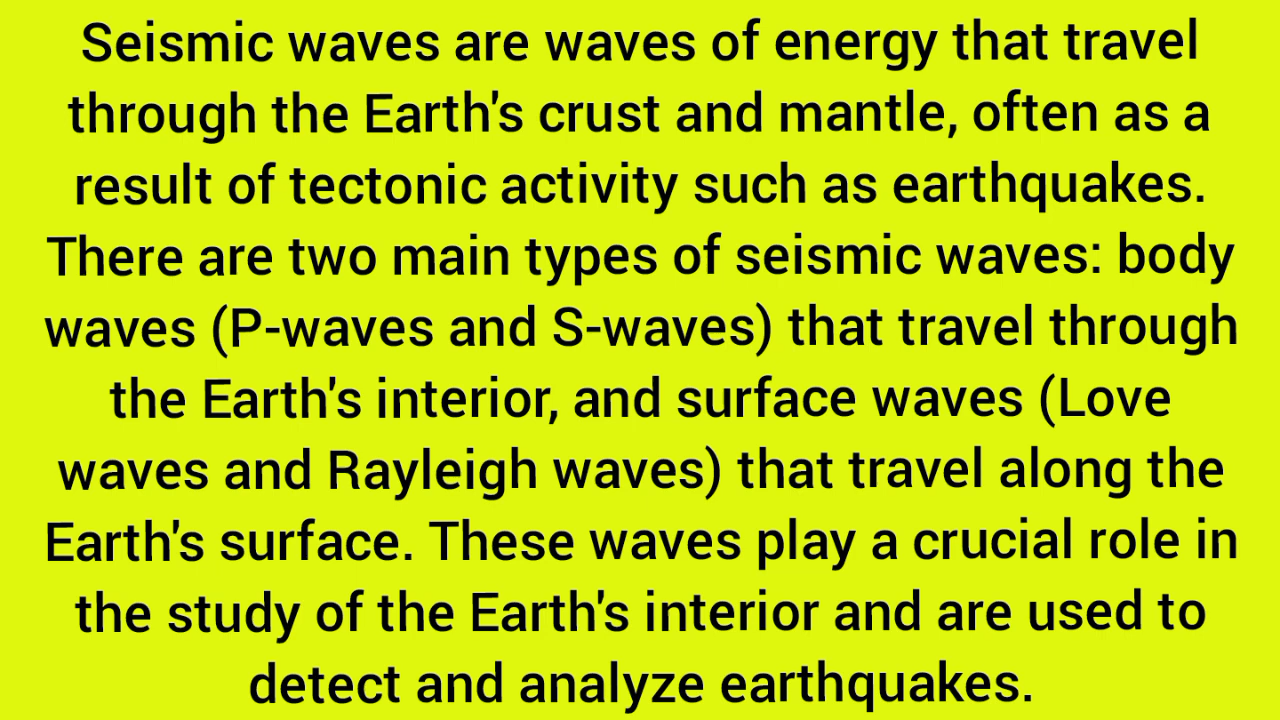 Seismic waves are waves of energy that travel
through the Earth's crust and mantle, often as a
result of tectonic activity such as earthquakes.
There are two main types of seismic waves: body
waves (P-waves and S-waves) that travel through
the Earth's interior, and surface waves (Love
waves and Rayleigh waves) that travel along the
Earth's surface. These waves play a crucial role in
the study of the Earth's interior and are used to
detect and analyze earthquakes.